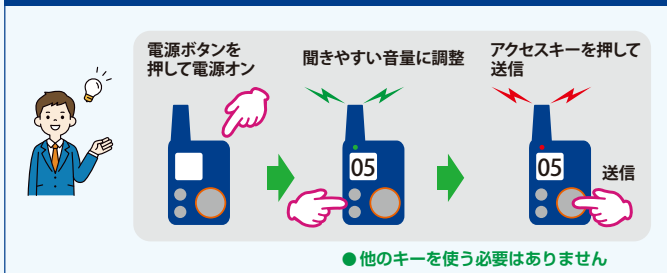 電源ボタンを
押して電源オン
聞きやすい音量に調整
アクセスキーを押して
送信
05
05
送信
●他のキーを使う必要はありません